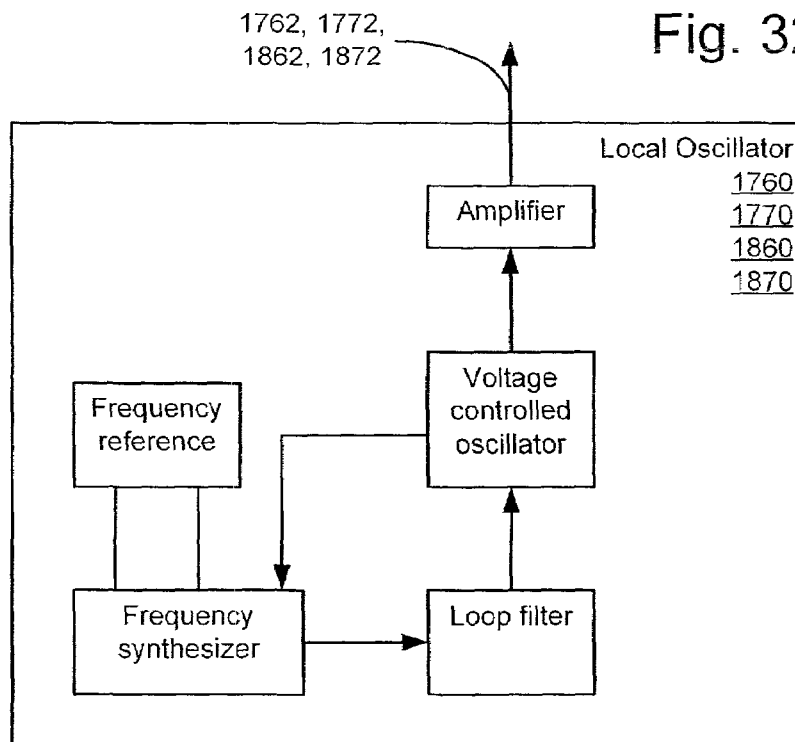 1762, 1772,
1862, 1872
Fig. 32
Local Oscillator
1760
1770
1860
1870
Amplifier
Voltage
controlled
oscillator
Frequency
reference
Frequency
synthesizer
Loop filter